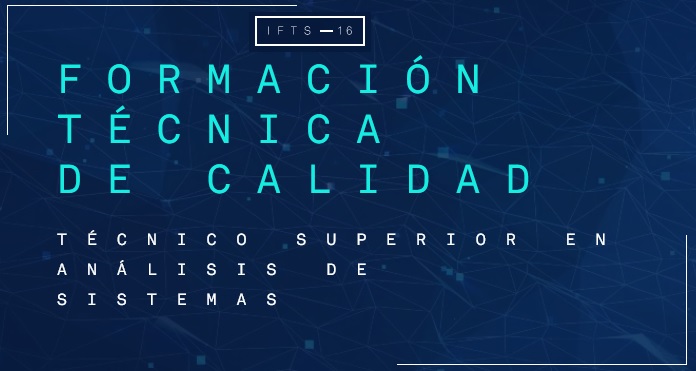 IFTS—16
FORMACIÓN
TÉCNICA
DE CALIDAD
TÉCNICO SUPERIOR EN
ANÁLISIS DE
SISTEMAS